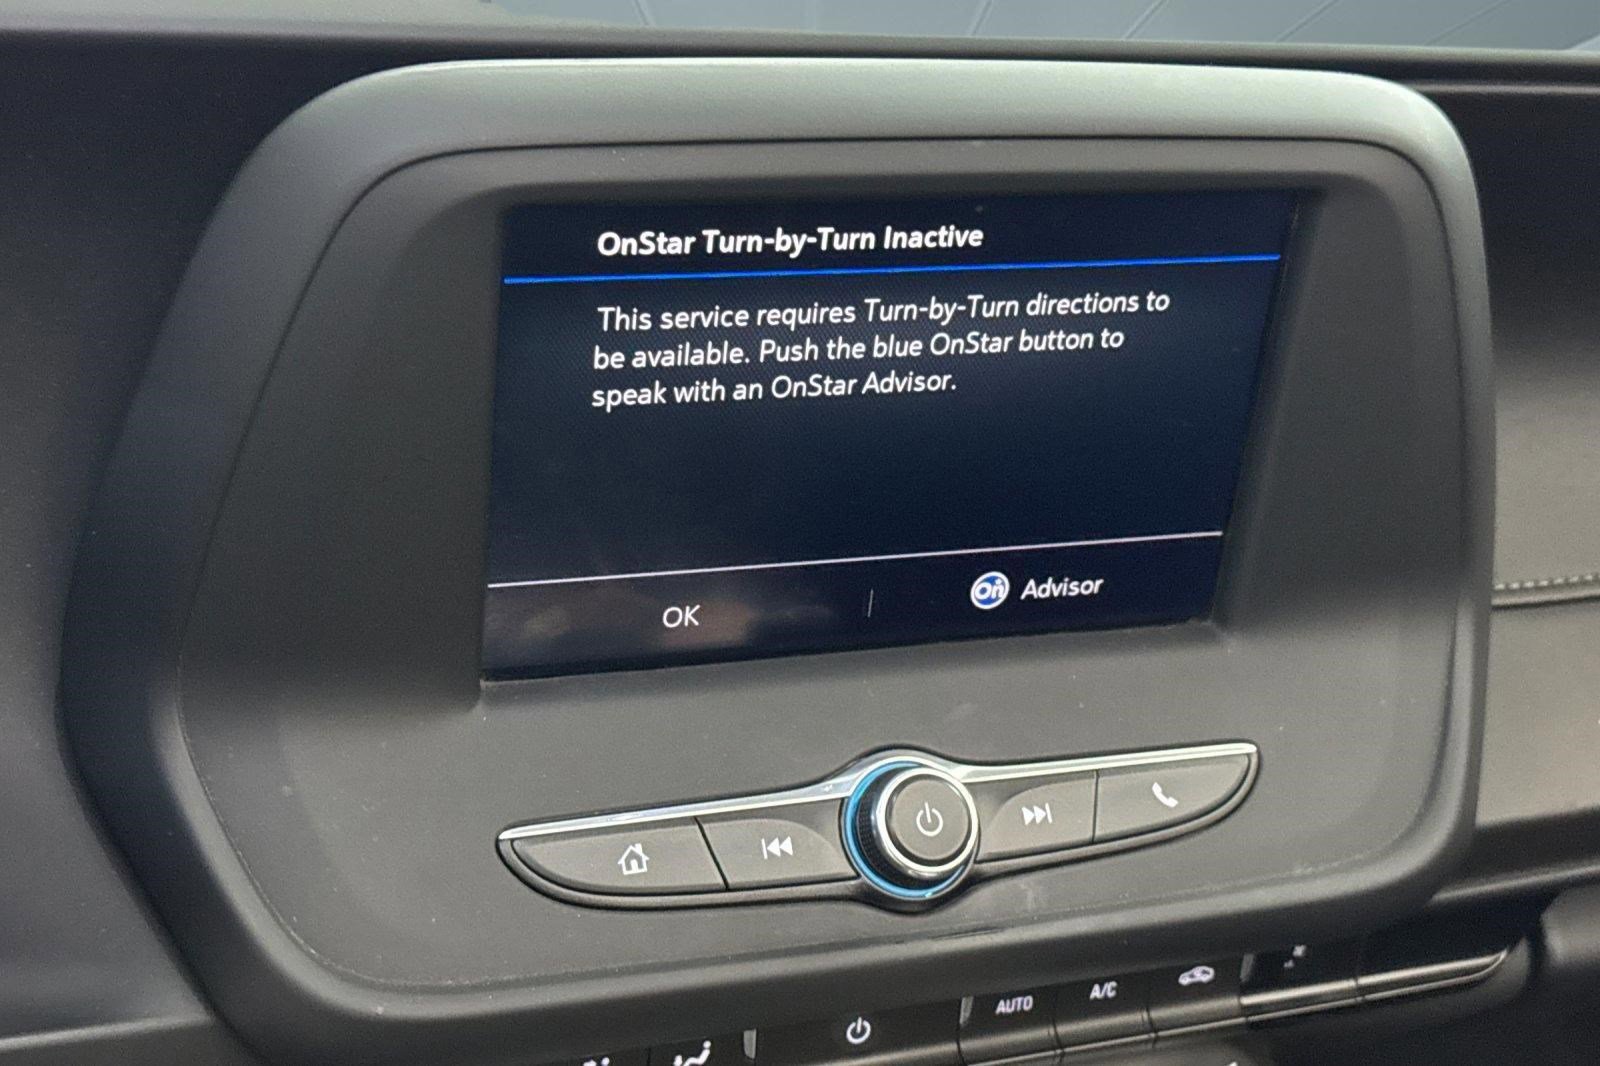 OnStar Turn-by-Turn Inactive
This service requires Turn-by-Turn directions to
be available. Push the blue OnStar button to
speak with an OnStar Advisor.
OK
On Advisor
AUTO A/C